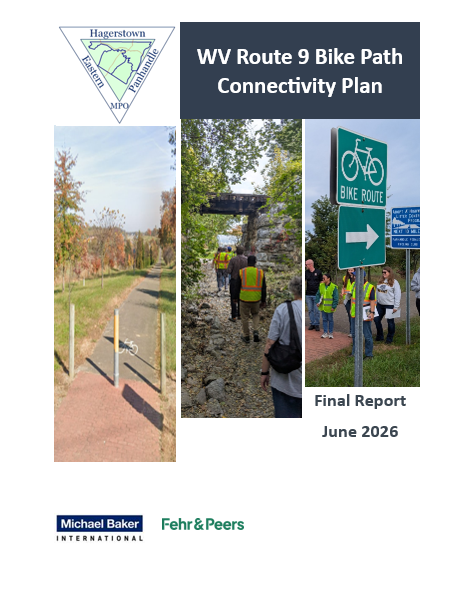 Hagerstown
Eastern
Panhandle
MPO
WV Route 9 Bike Path
Connectivity Plan
BIKE ROUTE
Final Report
June 2026
Michael Baker
INTERNATIONAL
Fehr & Peers